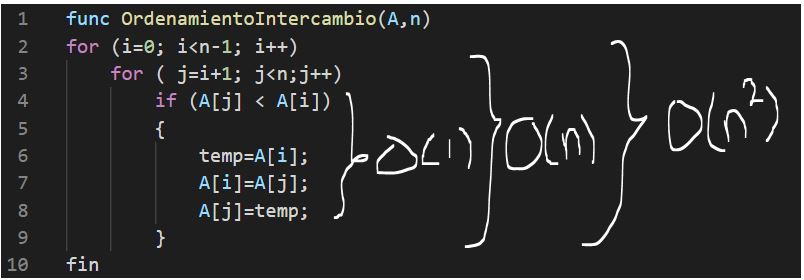 1 func OrdenamientoIntercambio(A,n)
2 for (i=0; i<n-1; i++)
3 for ( j=i+1; j<n;j++)
4 if (A[j] < A[i])
5 {
6 temp=A[i];
7 A[i]=A[j];
8 A[j]=temp;
9 }
10 fin
O(1) O(n) O(n²)